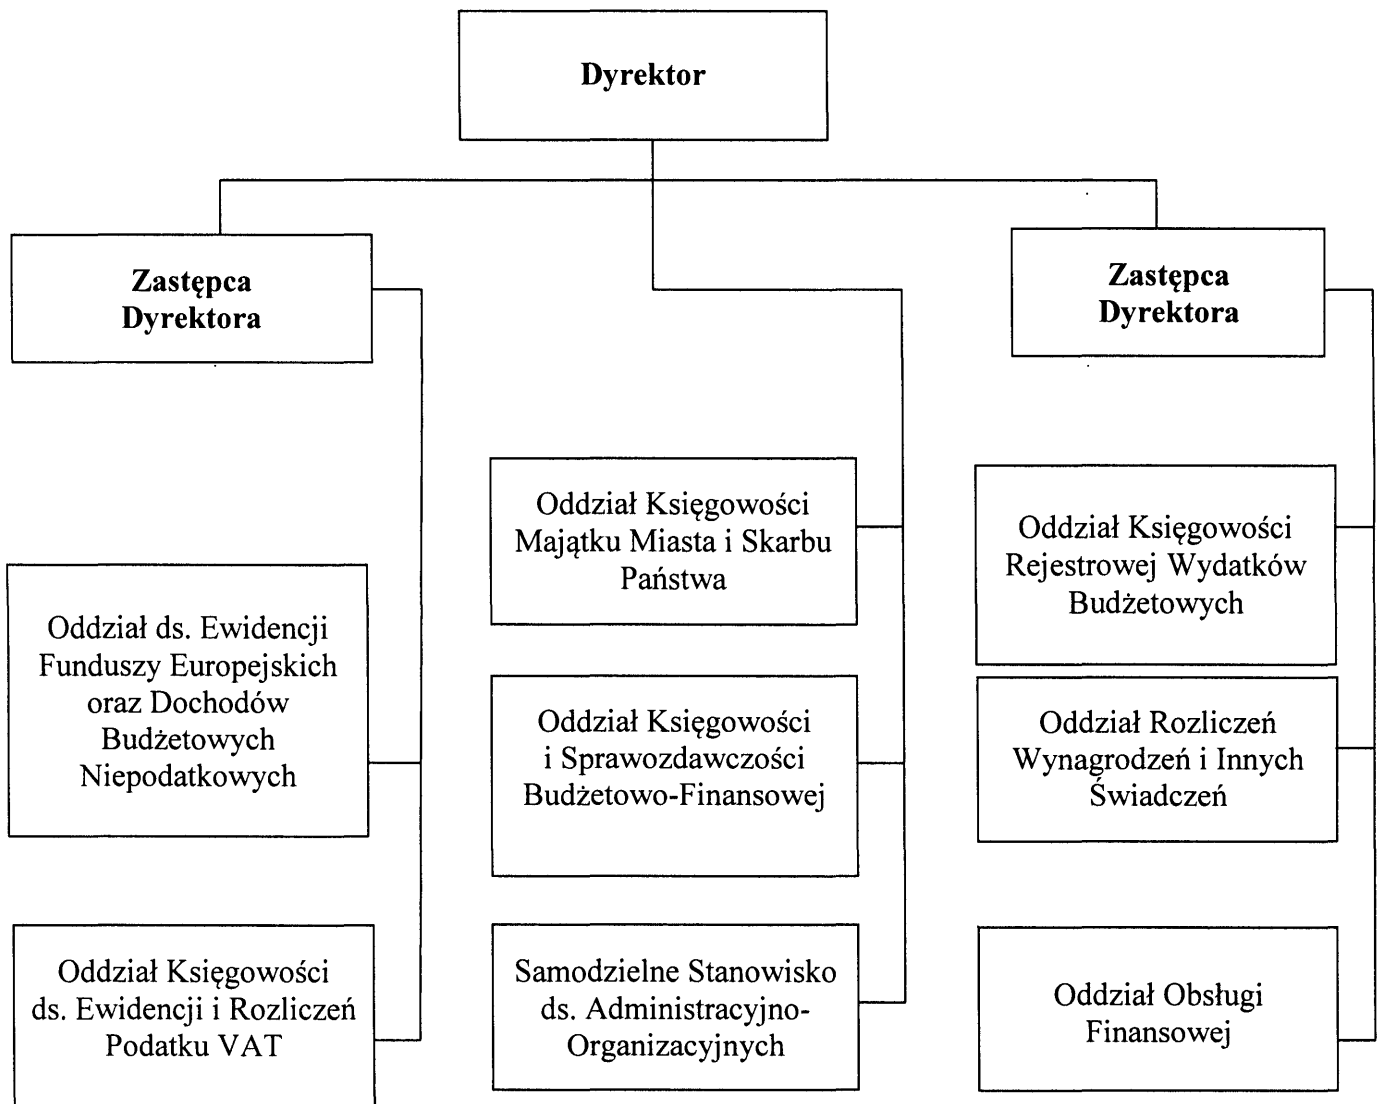 Dyrektor
Zastępca
Dyrektora
Zastępca
Dyrektora
Oddział ds. Ewidencji
Funduszy Europejskich
oraz Dochodów
Budżetowych
Niepodatkowych
Oddział Księgowości
ds. Ewidencji i Rozliczeń
Podatku VAT
Oddział Księgowości
Majątku Miasta i Skarbu
Państwa
Oddział Księgowości
i Sprawozdawczości
Budżetowo-Finansowej
Samodzielne Stanowisko
ds. Administracyjno-
Organizacyjnych
Oddział Księgowości
Rejestrowej Wydatków
Budżetowych
Oddział Rozliczeń
Wynagrodzeń i Innych
Świadczeń
Oddział Obsługi
Finansowej